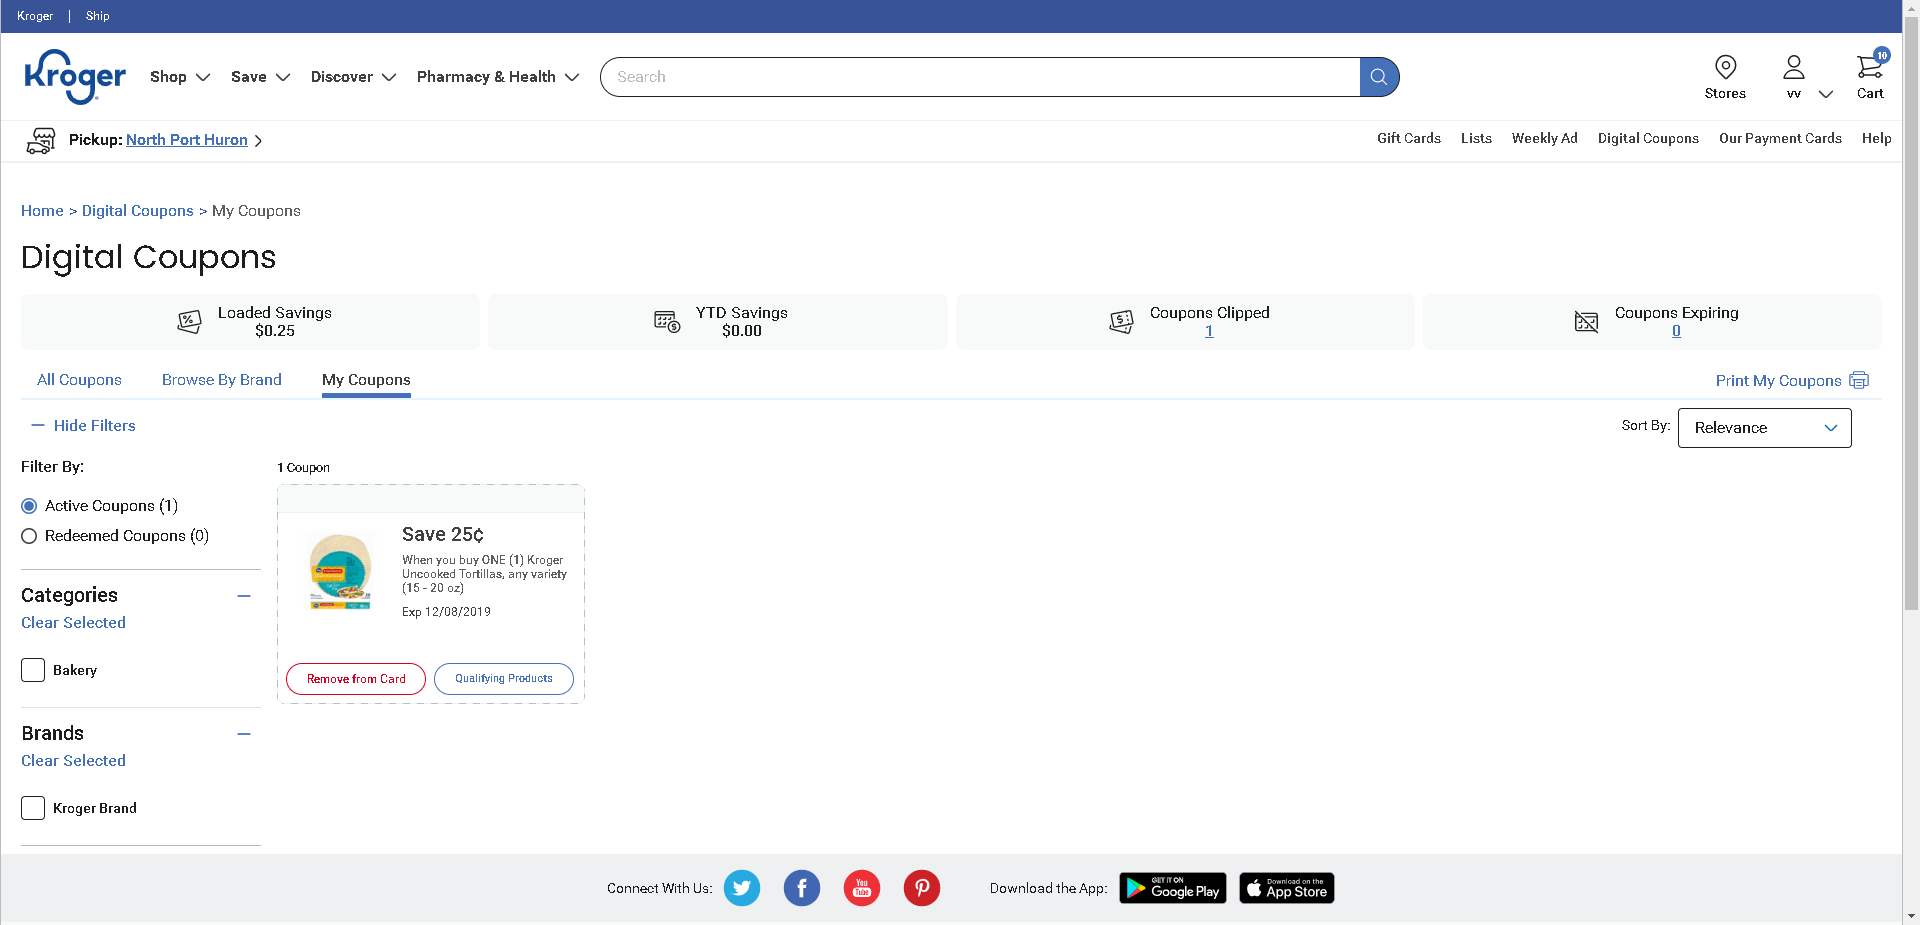 Kroger | Ship
Kroger
Shop
Save
Discover
Pharmacy & Health
Search
Stores
vv
10
Cart
Pickup: North Port Huron
Gift Cards
Lists
Weekly Ad
Digital Coupons
Our Payment Cards
Help
Home > Digital Coupons > My Coupons
Digital Coupons
Loaded Savings
$0.25
YTD Savings
$0.00
Coupons Clipped
1
Coupons Expiring
0
All Coupons
Browse By Brand
My Coupons
Print My Coupons
Hide Filters
Sort By:
Relevance
Filter By:
Active Coupons (1)
Redeemed Coupons (0)
Categories
Clear Selected
Bakery
Brands
Clear Selected
Kroger Brand
1 Coupon
Save 25¢
When you buy ONE (1) Kroger
Uncooked Tortillas, any variety
(15 - 20 oz)
Exp 12/08/2019
Remove from Card
Qualifying Products
Connect With Us:
You
Tube
Download the App:
GET IT ON
Google Play
Download on the
App Store